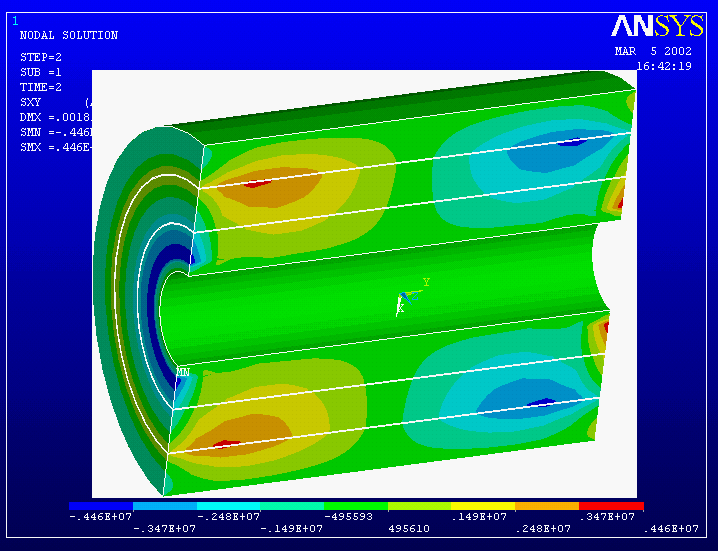 1
ANSYS
NODAL SOLUTION
MAR 5 2002
16:42:19
STEP=2
SUB =1
TIME=2
SXY
DMX =.0018
SMN =-.446
SMX =.446E
Y
X
MN
-.446E+07 -.248E+07 -495593 .149E+07 .347E+07
-.347E+07 -.149E+07 495610 .248E+07 .446E+07